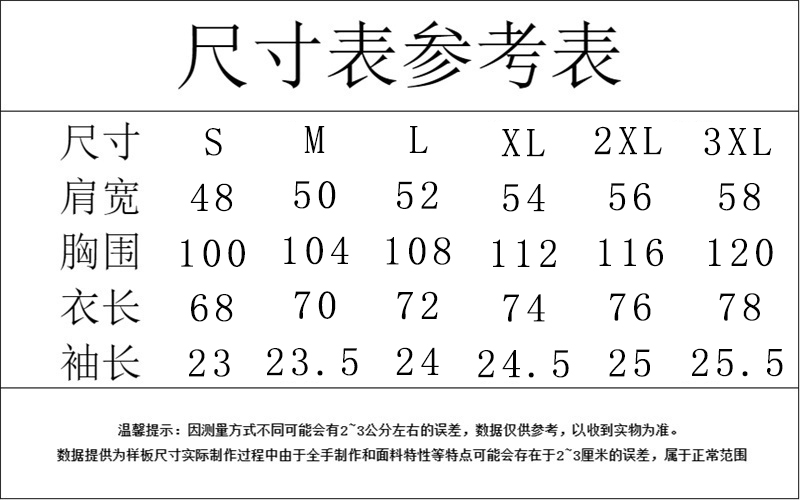 尺寸表参考表
尺寸 S M L XL 2XL 3XL
肩宽 48 50 52 54 56 58
胸围 100 104 108 112 116 120
衣长 68 70 72 74 76 78
袖长 23 23.5 24 24.5 25 25.5
温馨提示：因测量方式不同可能会有2~3公分左右的误差，数据仅供参考，以收到实物为准。
数据提供为样板尺寸实际制作过程中由于全手制作和面料特性等特点可能会存在于2~3厘米的误差，属于正常范围